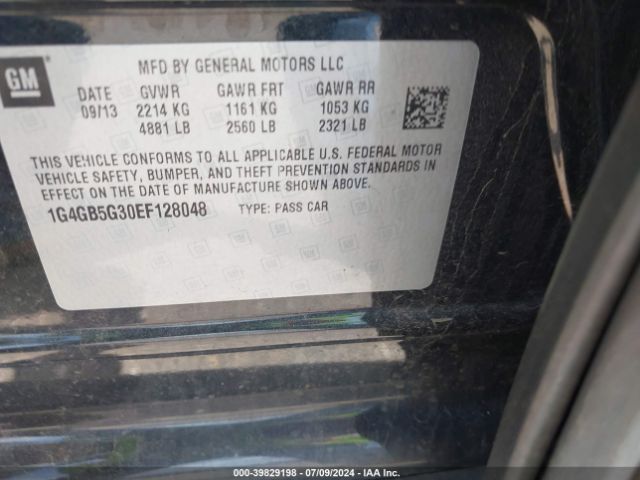 GM
MFD BY GENERAL MOTORS LLC
DATE GVWR GAWR FRT GAWR RR
09/13 2214 KG 1161 KG 1053 KG
4881 LB 2560 LB 2321 LB
THIS VEHICLE CONFORMS TO ALL APPLICABLE U.S. FEDERAL MOTOR
VEHICLE SAFETY, BUMPER, AND THEFT PREVENTION STANDARDS IN
EFFECT ON THE DATE OF MANUFACTURE SHOWN ABOVE.
1G4GB5G30EF128048 TYPE: PASS CAR
000-39829198 - 07/09/2024 - IAA Inc.